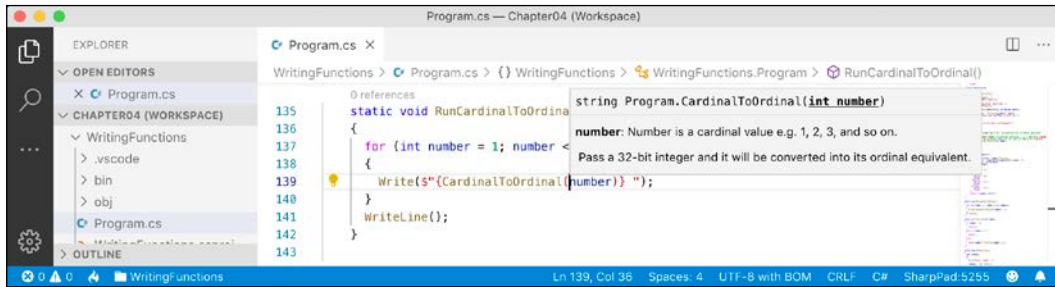 Program.cs — Chapter04 (Workspace)
EXPLORER
Program.cs
OPEN EDITORS
WritingFunctions > Program.cs > {} WritingFunctions > WritingFunctions.Program > RunCardinalToOrdinal()
Program.cs
CHAPTER04 (WORKSPACE)
WritingFunctions
.vscode
bin
obj
Program.cs
OUTLINE
0 references
135 static void RunCardinalToOrdina
136 {
137 for (int number = 1; number <
138 {
139 Write($"{CardinalToOrdinal(number)} ");
140 }
141 WriteLine();
142 }
143
string Program.CardinalToOrdinal(int number)
number: Number is a cardinal value e.g. 1, 2, 3, and so on.
Pass a 32-bit integer and it will be converted into its ordinal equivalent.
0 0 WritingFunctions Ln 139, Col 36 Spaces: 4 UTF-8 with BOM CRLF C# SharpPad:5255